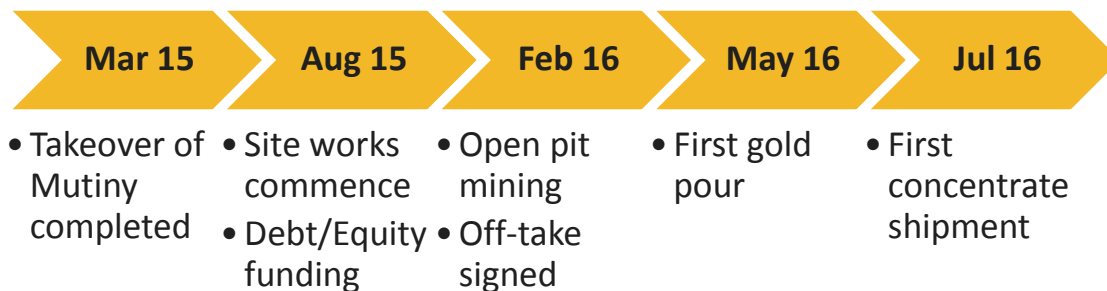 Mar 15
Aug 15
Feb 16
May 16
Jul 16
• Takeover of
Mutiny
completed
• Site works
commence
• Debt/Equity
funding
• Open pit
mining
• Off-take
signed
• First gold
pour
• First
concentrate
shipment